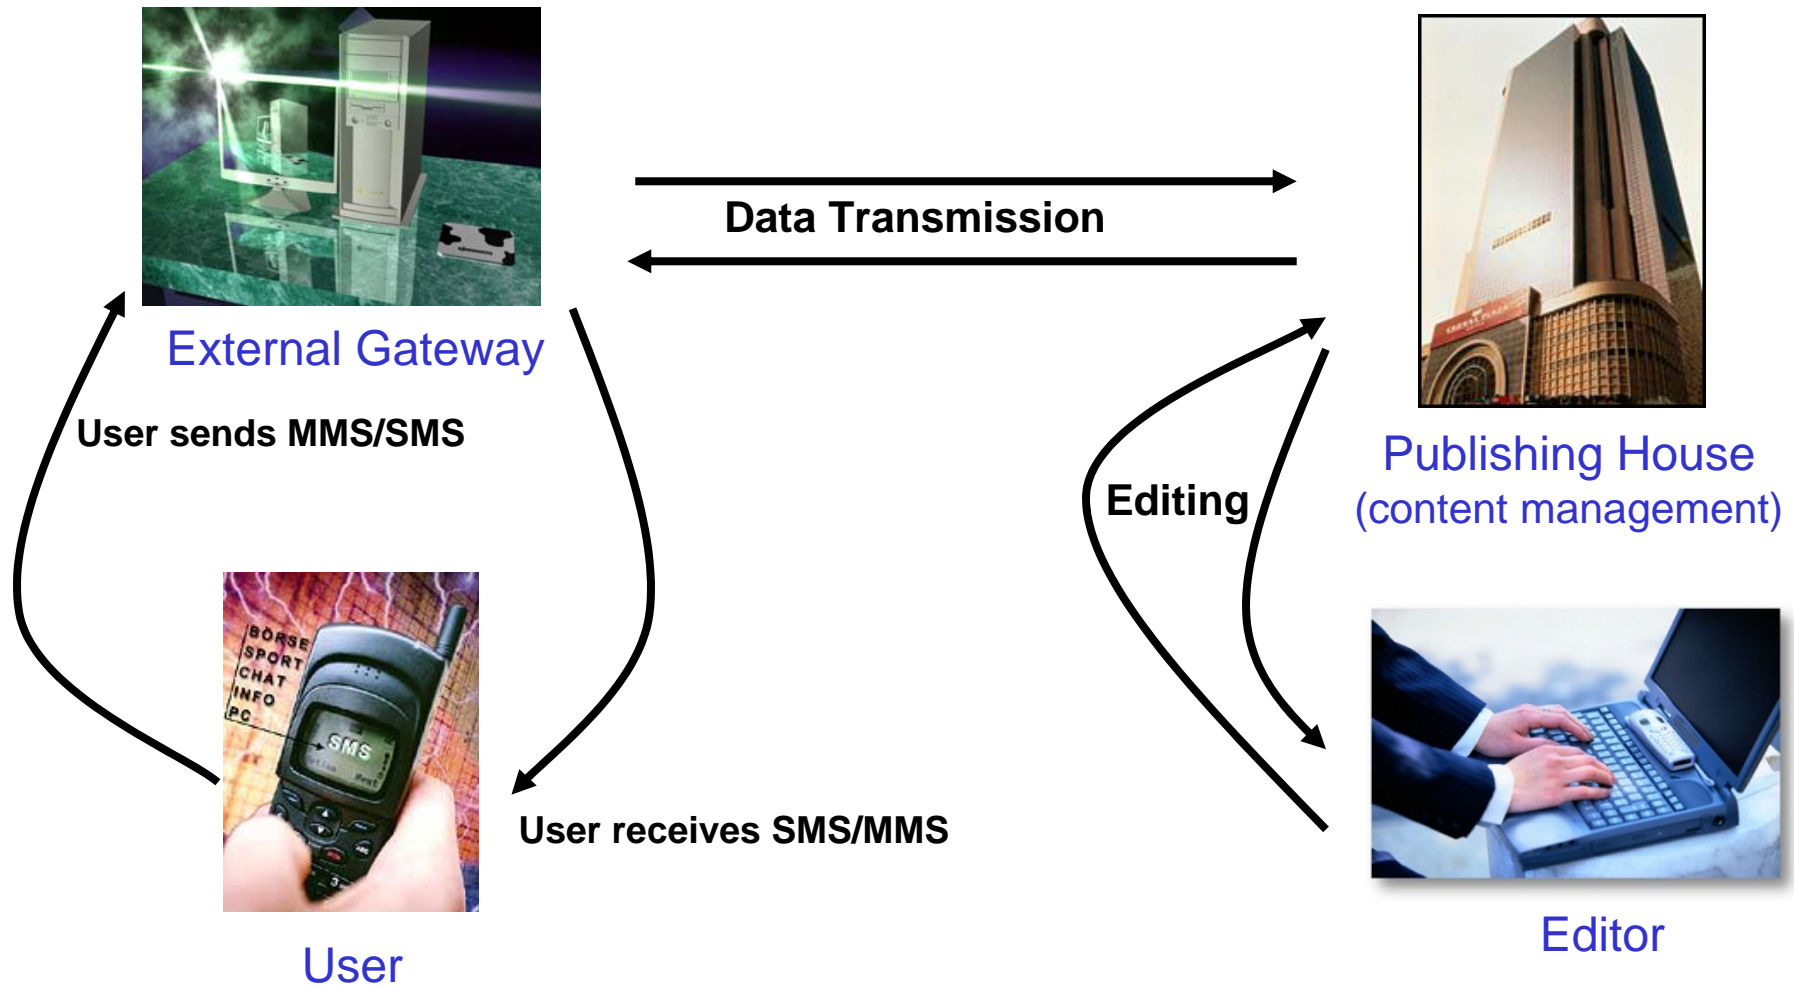 Data Transmission
External Gateway
User sends MMS/SMS
Publishing House
(content management)
Editing
BÖRSE
SPORT
CHAT
INFO
PC
SMS
User receives SMS/MMS
Editor
User